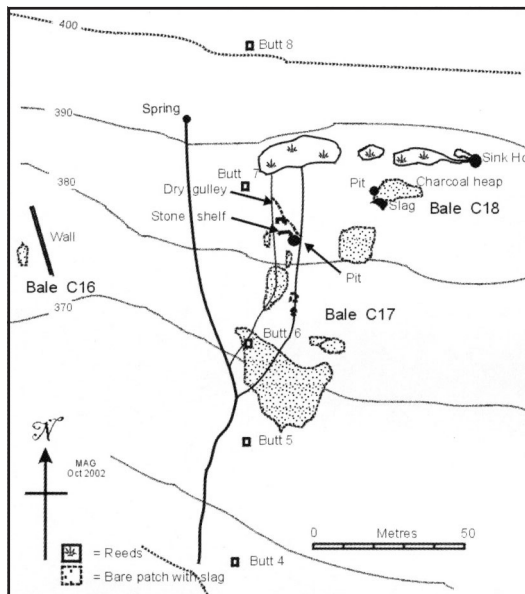 400
Butt 8
390
Spring
Sink Ho
380
Butt 7
Dry gulley
Pit
Charcoal heap
Slag
Bale C18
Stone shelf
Wall
Pit
Bale C16
370
Bale C17
Butt 6
Butt 5
N
MAG
Oct 2002
0 Metres 50
= Reeds
Butt 4
= Bare patch with slag